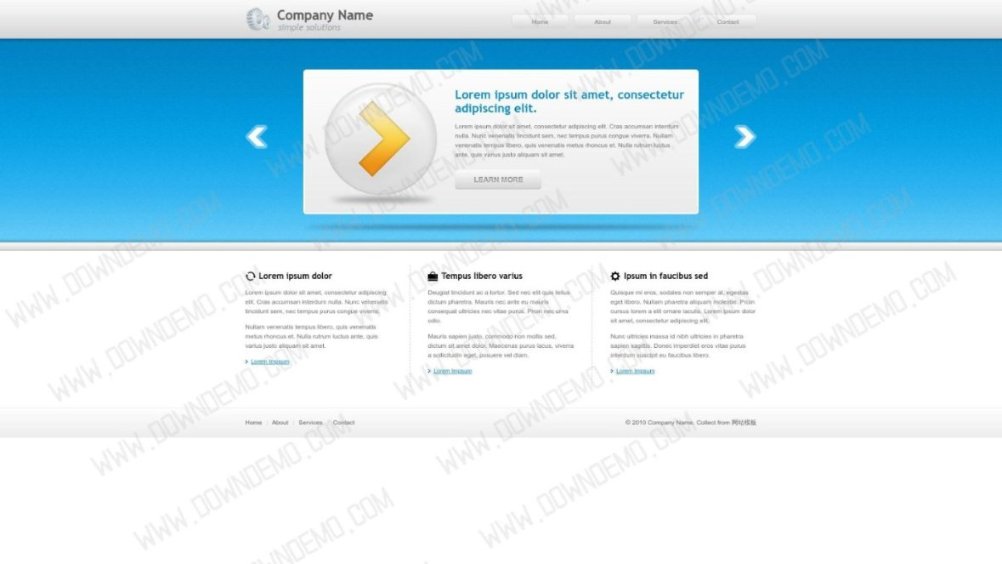 Company Name
simple solutions
Home
About
Services
Contact
Lorem ipsum dolor sit amet, consectetur
adipiscing elit.
Lorem ipsum dolor sit amet, consectetur adipiscing elit. Cras accumsan interdum
nulla. Nunc venenatis tincidunt sem, nec tempus purus congue viverra. Nullam
venenatis tempus libero, quis venenatis metus rhoncus et. Nulla rutrum luctus
ante, quis varius justo aliquam sit amet.
LEARN MORE
Lorem ipsum dolor
Lorem ipsum dolor sit amet, consectetur adipiscing
elit. Cras accumsan interdum nulla. Nunc venenatis
sem, nec tempus purus congue viverra.
Nullam venenatis tempus libero, quis venenatis
metus rhoncus et. Nulla rutrum luctus ante, quis
varius justo aliquam sit amet.
Lorem Impsum
Tempus libero varius
Feugiat tincidunt ac a tortor. Sed nec elit quis tellus
dictum pharetra. Mauris nec ante eu mauris
consequat ultricies nec vitae purus. Proin nec urna
odio.
Mauris sapien justo, commodo non mollis sed,
dictum sit amet dolor. Maecenas purus lacus, viverra
a sollicitudin eget, posuere vel diam.
Lorem Impsum
Ipsum in faucibus sed
Quisque mi eros, sodales non semper at, egestas
eget libero. Nullam pharetra aliquam molestie. Proin
cursus lorem a elit ornare iaculis. Lorem ipsum dolor
sit amet, consectetur adipiscing elit.
Nunc ultricies massa id nibh ultricies in pharetra
sapien sagittis. Donec imperdiet eros vitae purus
interdum suscipit eu faucibus libero.
Lorem Impsum
Home | About | Services | Contact
© 2010 Company Name. Collect from 网站模板
WWW.DOWNDEMO.COM